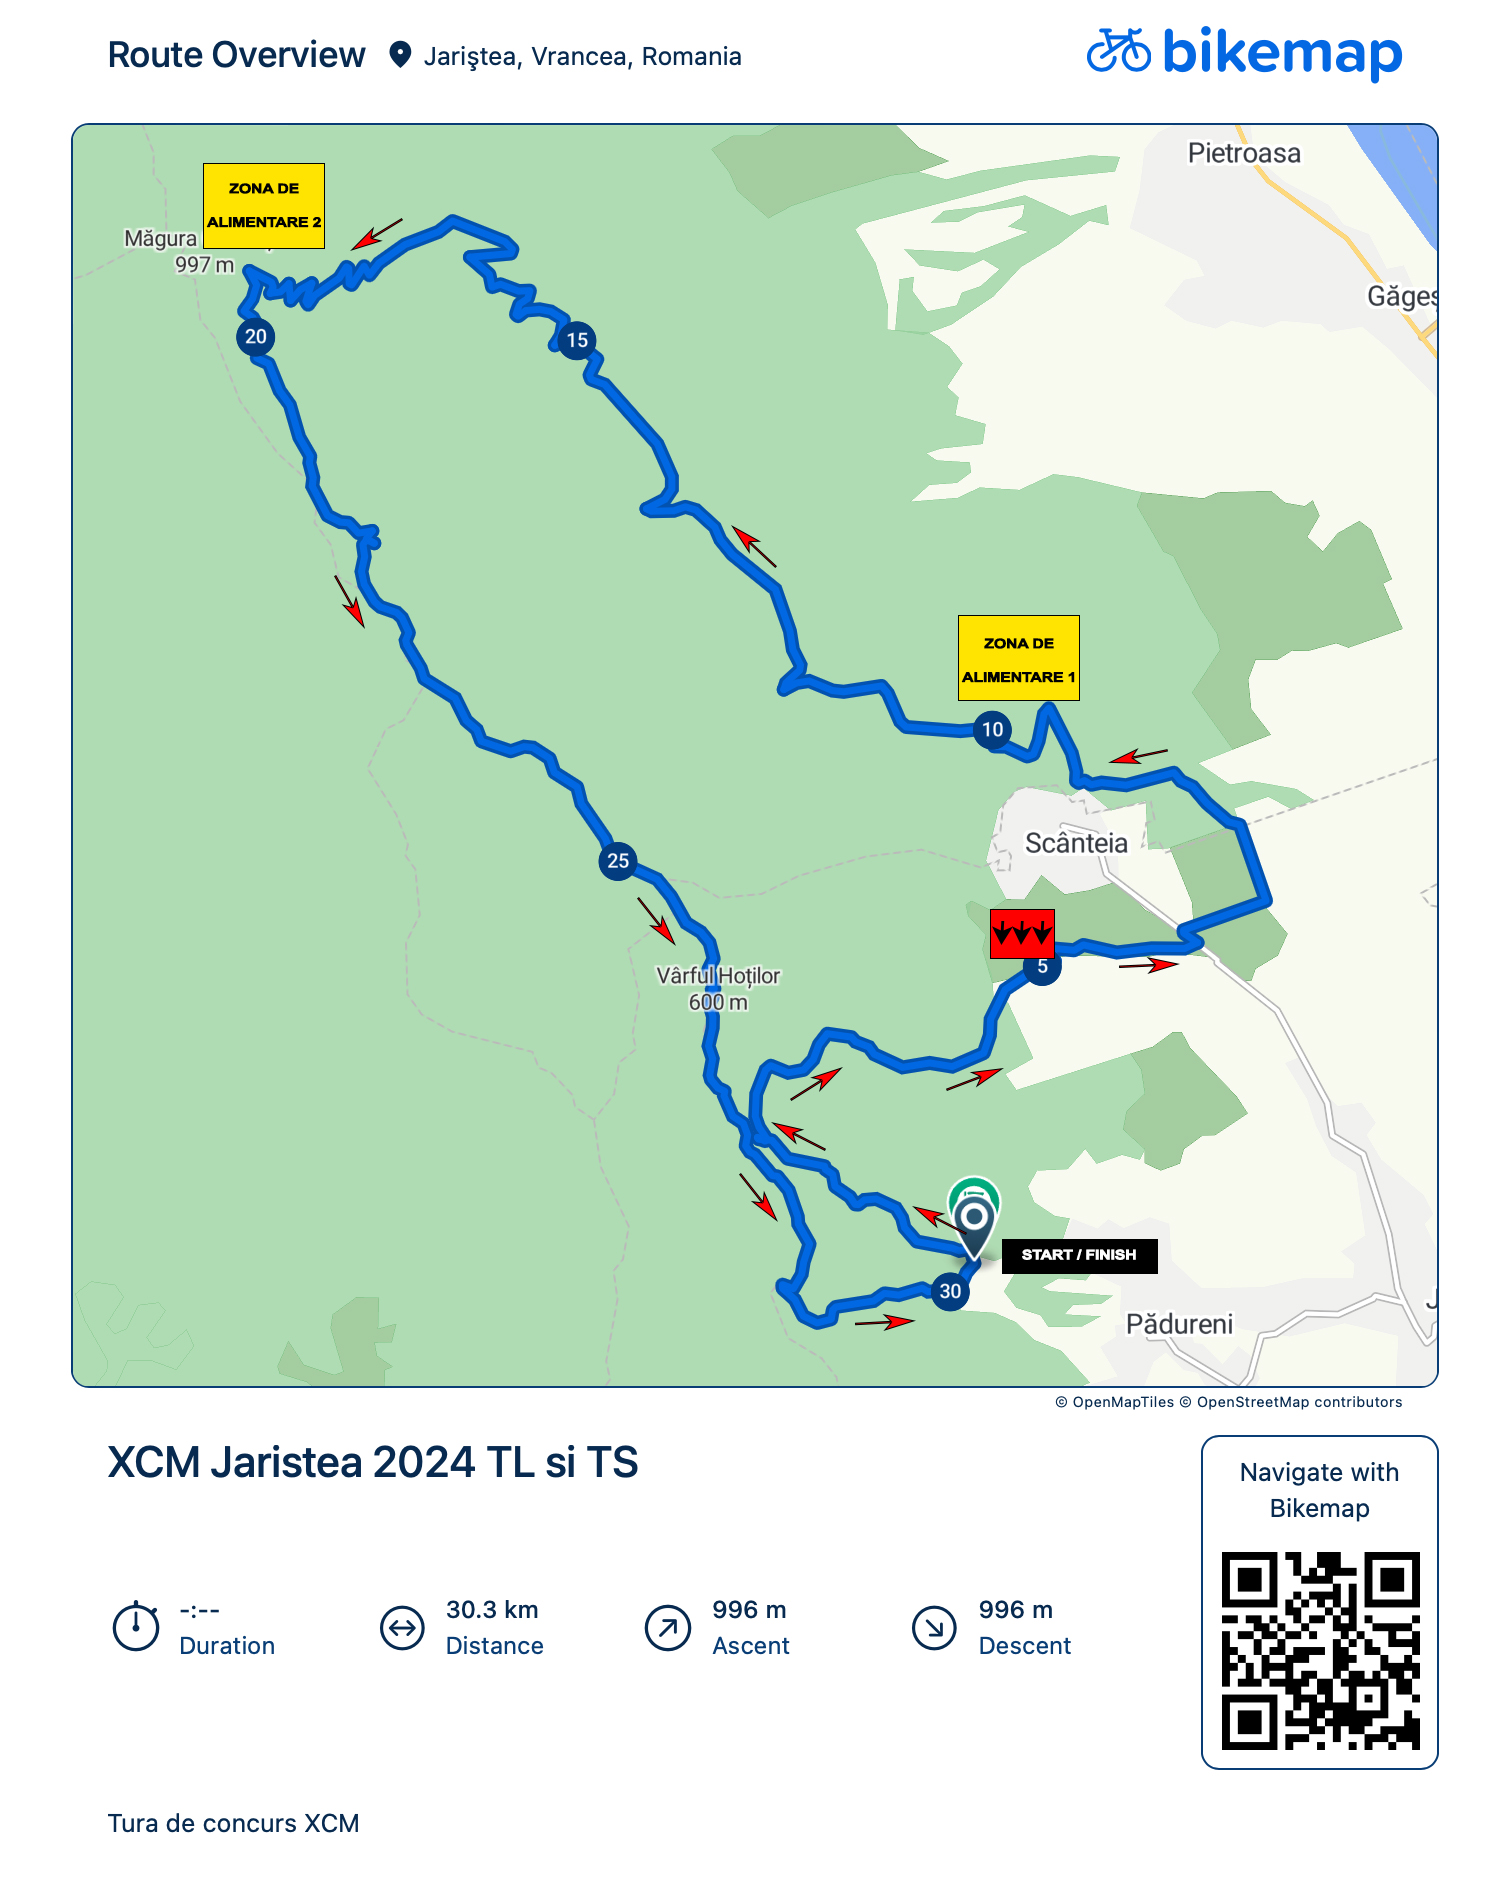 Route Overview
Jariştea, Vrancea, Romania
bikemap
Pietroasa
ZONA DE
ALIMENTARE 2
Măgura
997 m
Găgeș
20
15
ZONA DE
ALIMENTARE 1
10
Scânteia
25
5
Vârful Hoților
600 m
START / FINISH
30
Pădureni
J
© OpenMapTiles © OpenStreetMap contributors
XCM Jaristea 2024 TL si TS
Navigate with
Bikemap
-:--
Duration
30.3 km
Distance
996 m
Ascent
996 m
Descent
Tura de concurs XCM